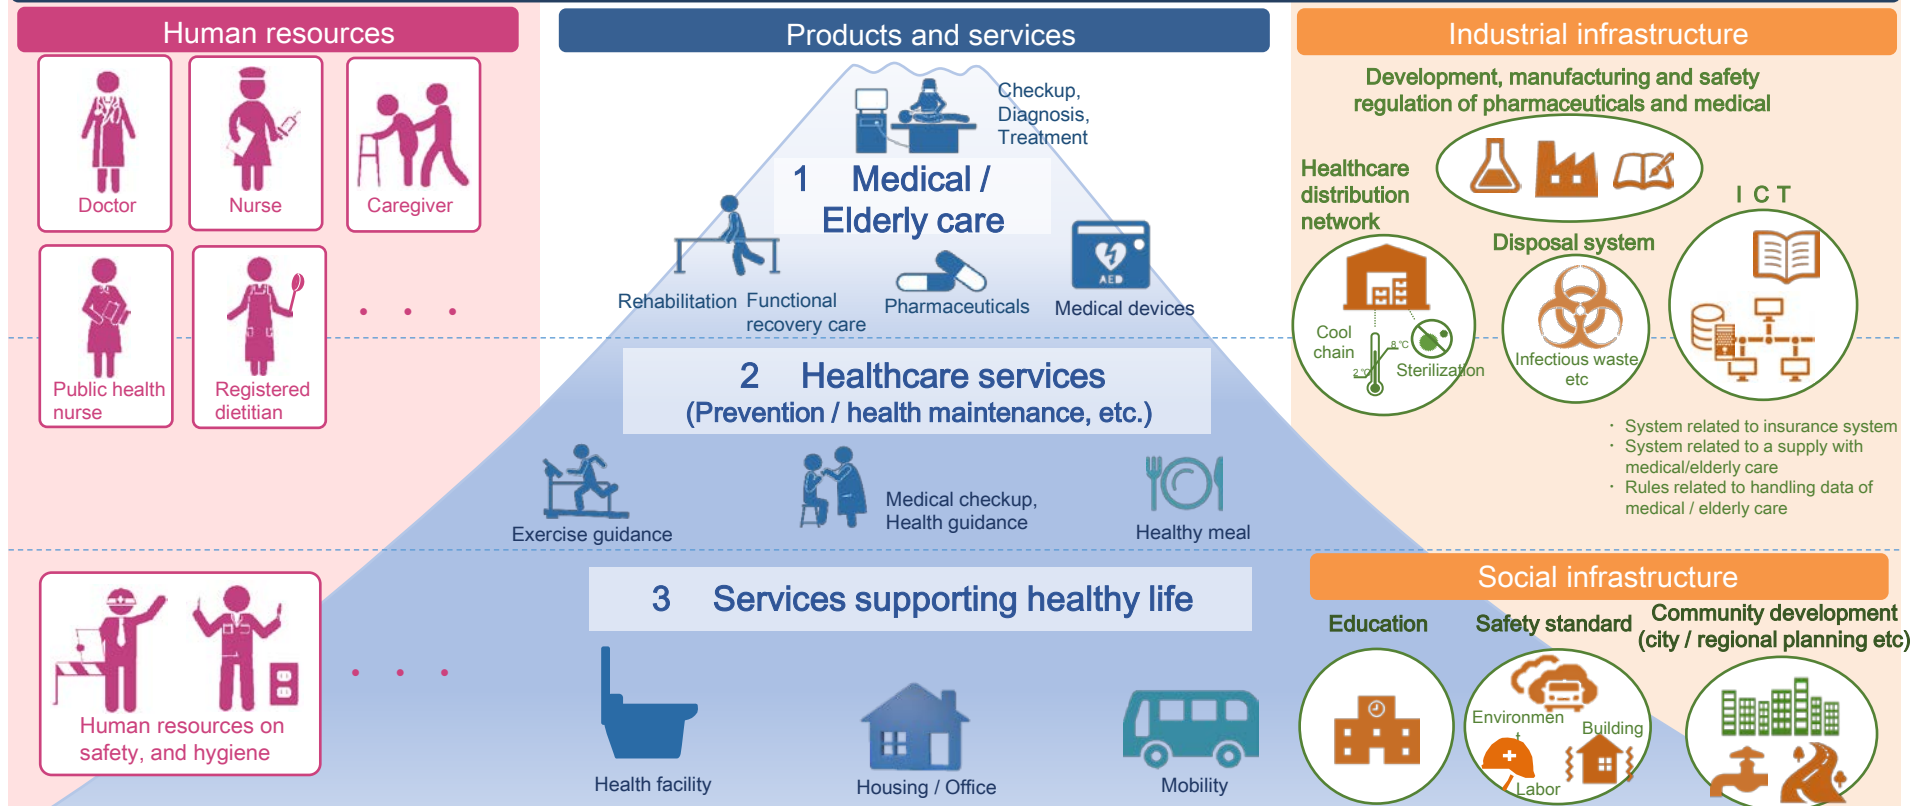 Human resources
Doctor
Nurse
Caregiver
Public health
nurse
Registered
dietitian
Human resources on
safety, and hygiene
Products and services
Checkup,
Diagnosis,
Treatment
1 Medical /
Elderly care
Rehabilitation
Functional
recovery care
Pharmaceuticals
AED
Medical devices
2 Healthcare services
(Prevention / health maintenance, etc.)
Exercise guidance
Medical checkup,
Health guidance
Healthy meal
3 Services supporting healthy life
Health facility
Housing / Office
Mobility
Industrial infrastructure
Development, manufacturing and safety
regulation of pharmaceuticals and medical
Healthcare
distribution
network
Cool
chain
8℃
2℃
Sterilization
Disposal system
Infectious waste
etc
ICT
・ System related to insurance system
・ System related to a supply with
medical/elderly care
・ Rules related to handling data of
medical / elderly care
Social infrastructure
Education
Safety standard
Environmen
t
Building
Labor
Community development
(city / regional planning etc)